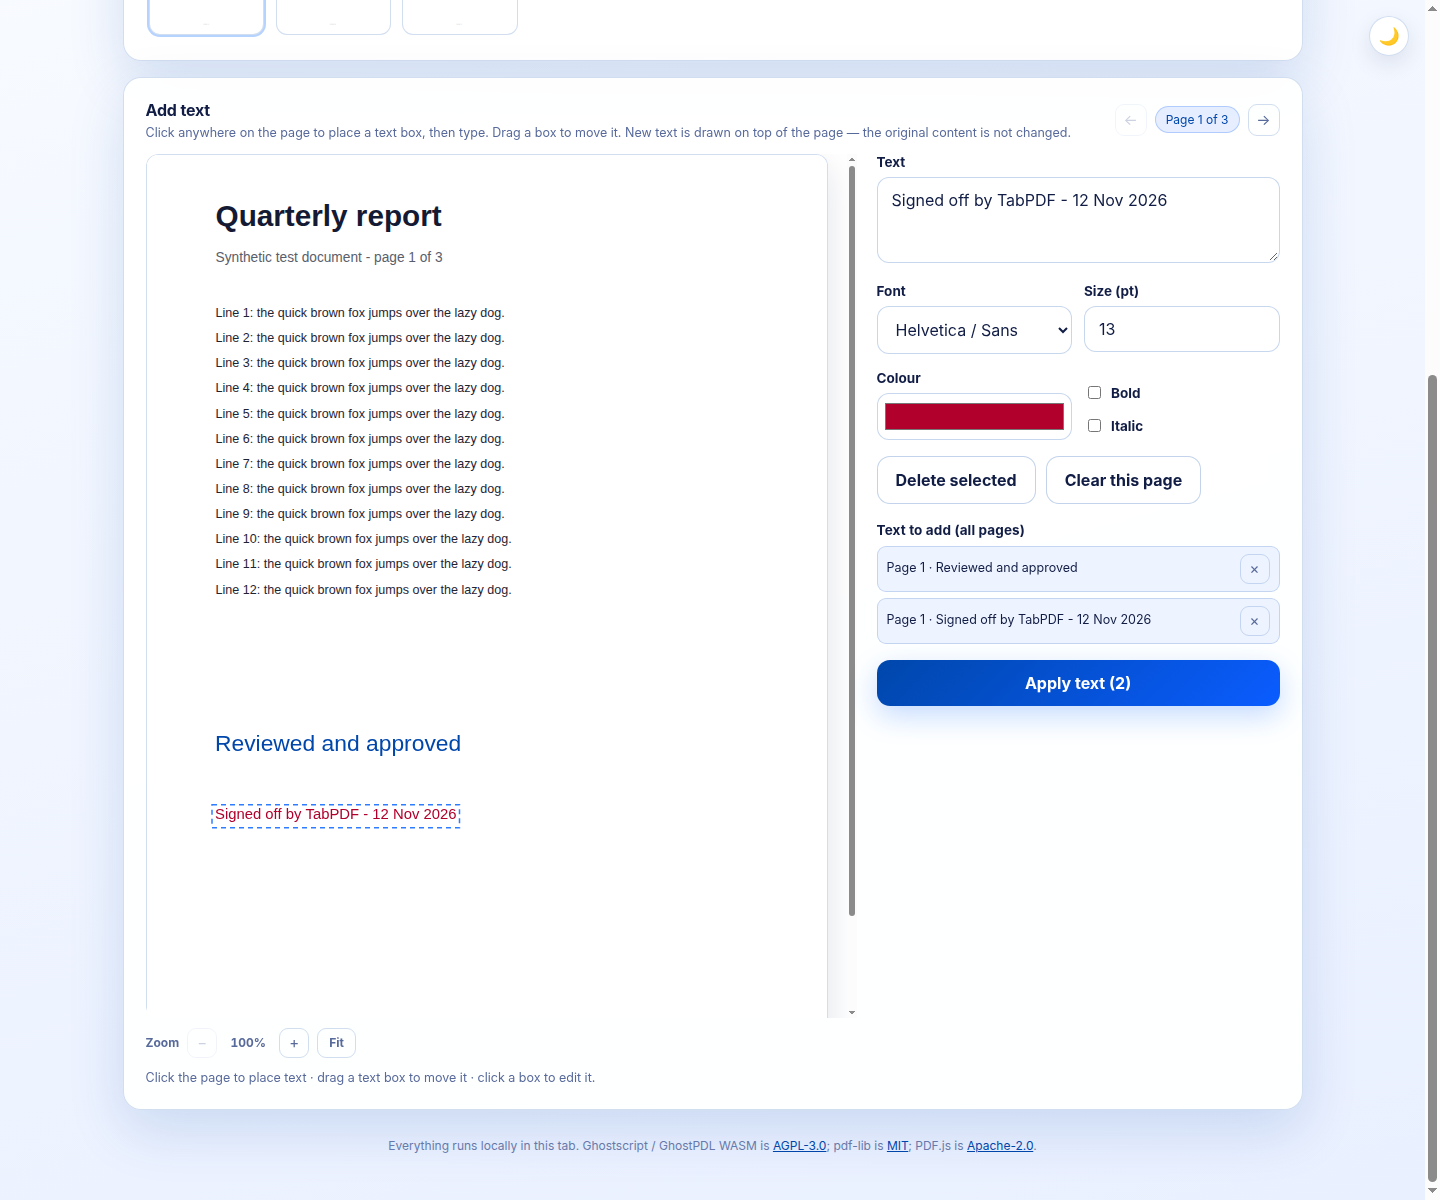 Add text
Click anywhere on the page to place a text box, then type. Drag a box to move it. New text is drawn on top of the page — the original content is not changed.
← Page 1 of 3 →
Quarterly report
Synthetic test document - page 1 of 3
Line 1: the quick brown fox jumps over the lazy dog.
Line 2: the quick brown fox jumps over the lazy dog.
Line 3: the quick brown fox jumps over the lazy dog.
Line 4: the quick brown fox jumps over the lazy dog.
Line 5: the quick brown fox jumps over the lazy dog.
Line 6: the quick brown fox jumps over the lazy dog.
Line 7: the quick brown fox jumps over the lazy dog.
Line 8: the quick brown fox jumps over the lazy dog.
Line 9: the quick brown fox jumps over the lazy dog.
Line 10: the quick brown fox jumps over the lazy dog.
Line 11: the quick brown fox jumps over the lazy dog.
Line 12: the quick brown fox jumps over the lazy dog.
Reviewed and approved
Signed off by TabPDF - 12 Nov 2026
Text
Signed off by TabPDF - 12 Nov 2026
Font
Size (pt)
Helvetica / Sans
13
Colour
Bold
Italic
Delete selected
Clear this page
Text to add (all pages)
Page 1 · Reviewed and approved ×
Page 1 · Signed off by TabPDF - 12 Nov 2026 ×
Apply text (2)
Zoom − 100% + Fit
Click the page to place text · drag a text box to move it · click a box to edit it.
Everything runs locally in this tab. Ghostscript / GhostPDL WASM is AGPL-3.0; pdf-lib is MIT; PDF.js is Apache-2.0.